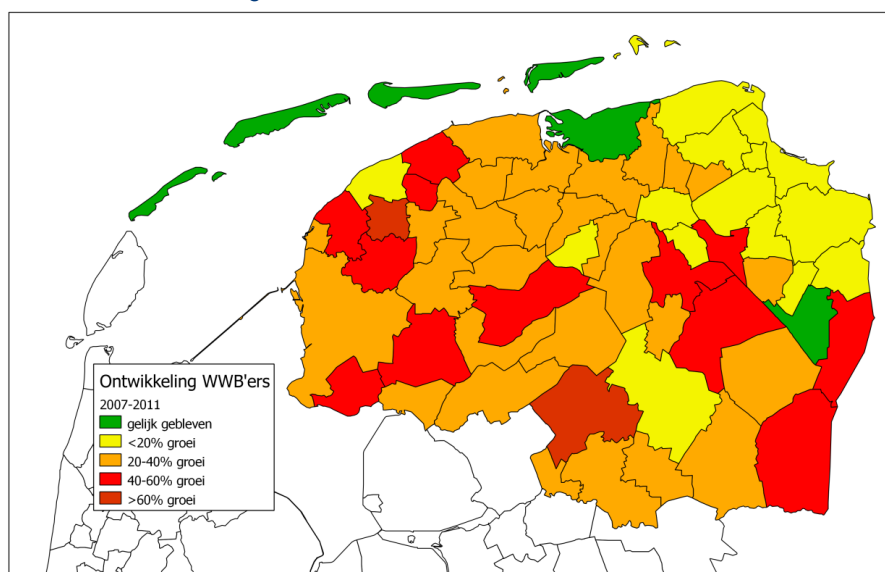 Ontwikkeling WWB'ers
2007-2011
gelijk gebleven
<20% groei
20-40% groei
40-60% groei
>60% groei